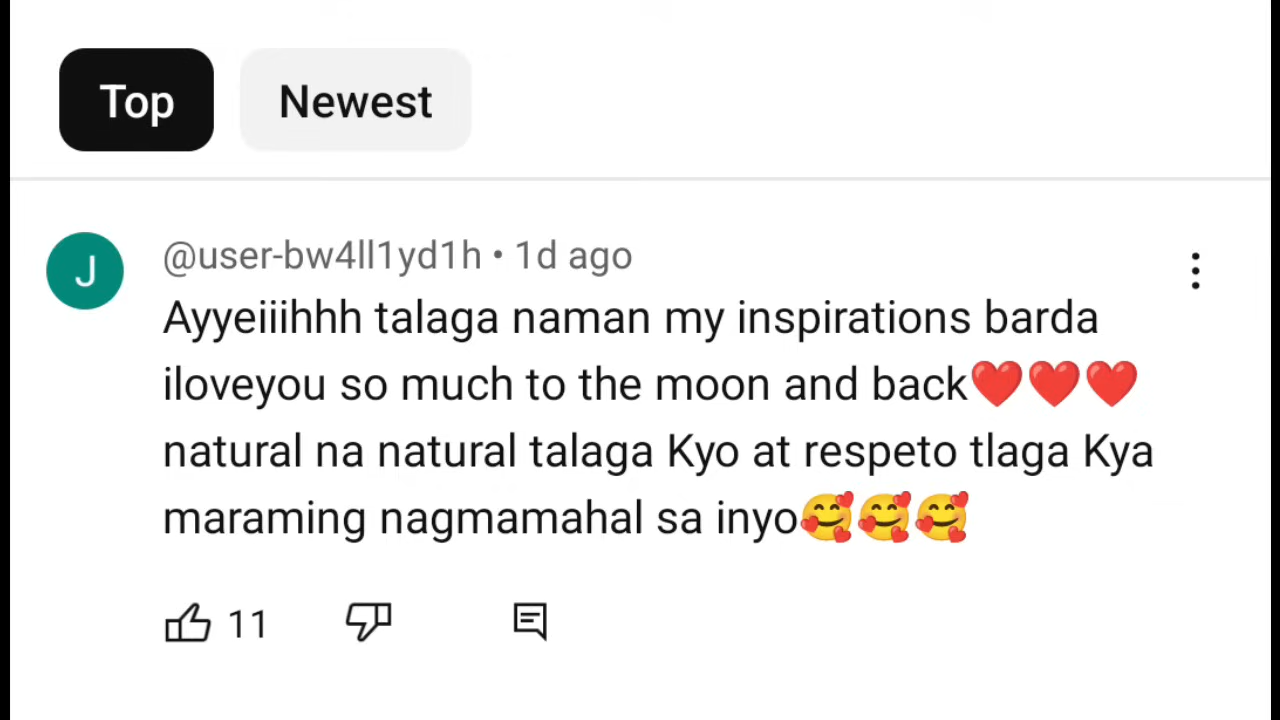 Top Newest
@user-bw4ll1yd1h • 1d ago
Ayyeiiihhh talaga naman my inspirations barda
iloveyou so much to the moon and back❤️❤️❤️
natural na natural talaga Kyo at respeto tlaga Kya
maraming nagmamahal sa inyo🥰🥰🥰
11
J